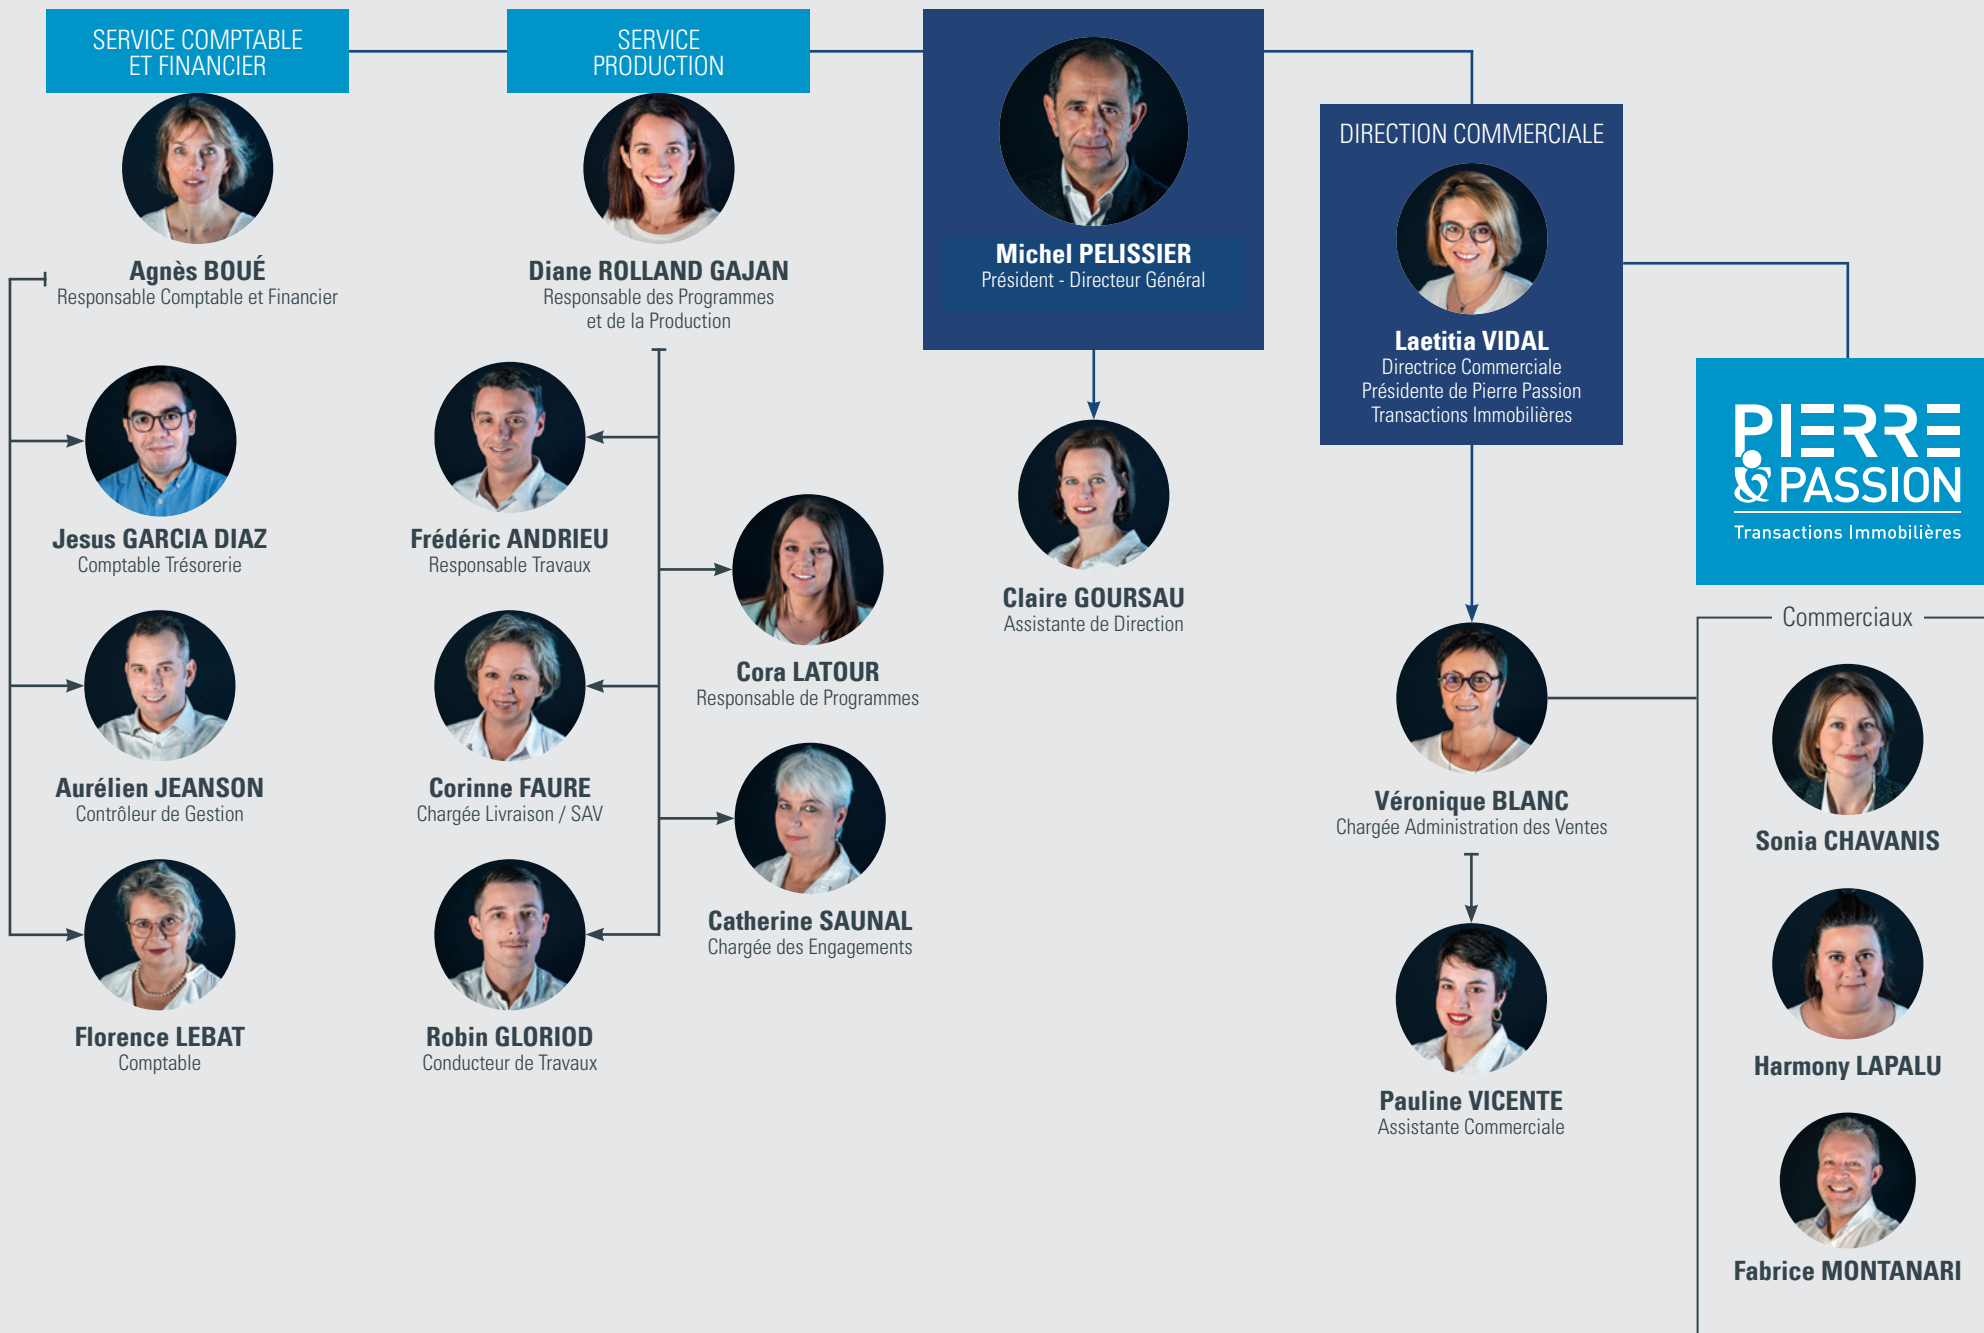 SERVICE COMPTABLE
ET FINANCIER
Agnès BOUÉ
Responsable Comptable et Financier
Jesus GARCIA DIAZ
Comptable Trésorerie
Aurélien JEANSON
Contrôleur de Gestion
Florence LEBAT
Comptable
SERVICE
PRODUCTION
Diane ROLLAND GAJAN
Responsable des Programmes
et de la Production
Frédéric ANDRIEU
Responsable Travaux
Cora LATOUR
Responsable de Programmes
Corinne FAURE
Chargée Livraison / SAV
Catherine SAUNAL
Chargée des Engagements
Robin GLORIOD
Conducteur de Travaux
Michel PELISSIER
Président - Directeur Général
Claire GOURSAU
Assistante de Direction
DIRECTION COMMERCIALE
Laetitia VIDAL
Directrice Commerciale
Présidente de Pierre Passion
Transactions Immobilières
Véronique BLANC
Chargée Administration des Ventes
Pauline VICENTE
Assistante Commerciale
PIERRE
& PASSION
Transactions Immobilières
Commerciaux
Sonia CHAVANIS
Harmony LAPALU
Fabrice MONTANARI